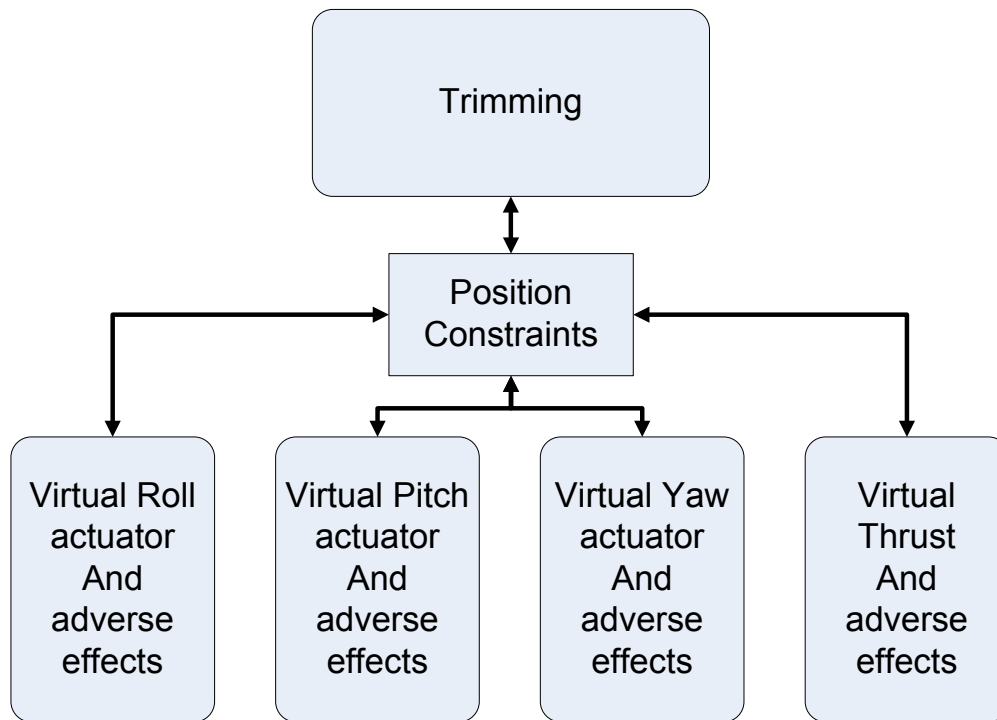 Trimming
Position
Constraints
Virtual Roll
actuator
And
adverse
effects
Virtual Pitch
actuator
And
adverse
effects
Virtual Yaw
actuator
And
adverse
effects
Virtual
Thrust
And
adverse
effects